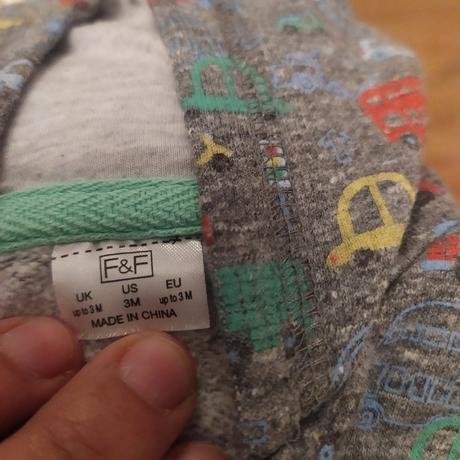 F&F
UK US EU
up to 3 M 3M up to 3 M
MADE IN CHINA